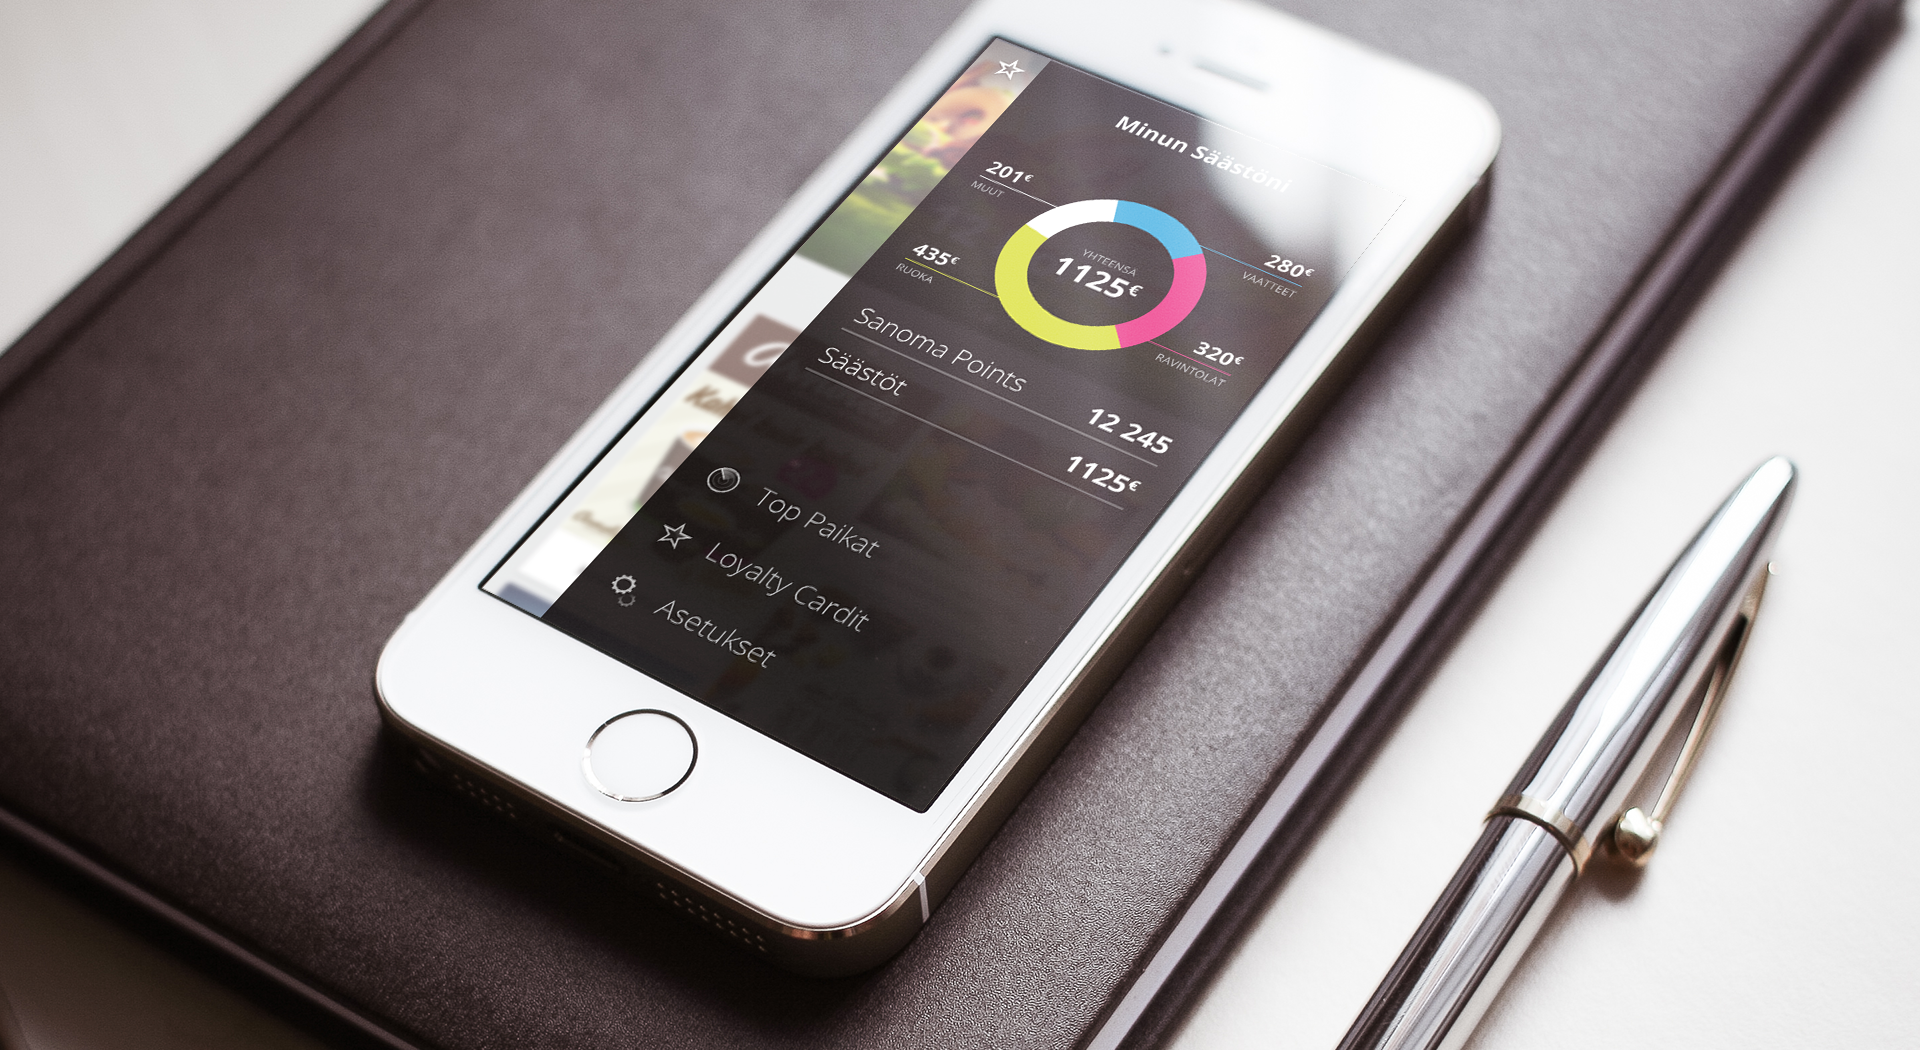 Minun Säästöni
201€
MUUT
280€
VAATTEET
YHTEENSÄ
1125€
435€
RUOKA
320€
RAVINTOLAT
Sanoma Points
12 245
Säästöt
1125€
Top Paikat
Loyalty Cardit
Asetukset